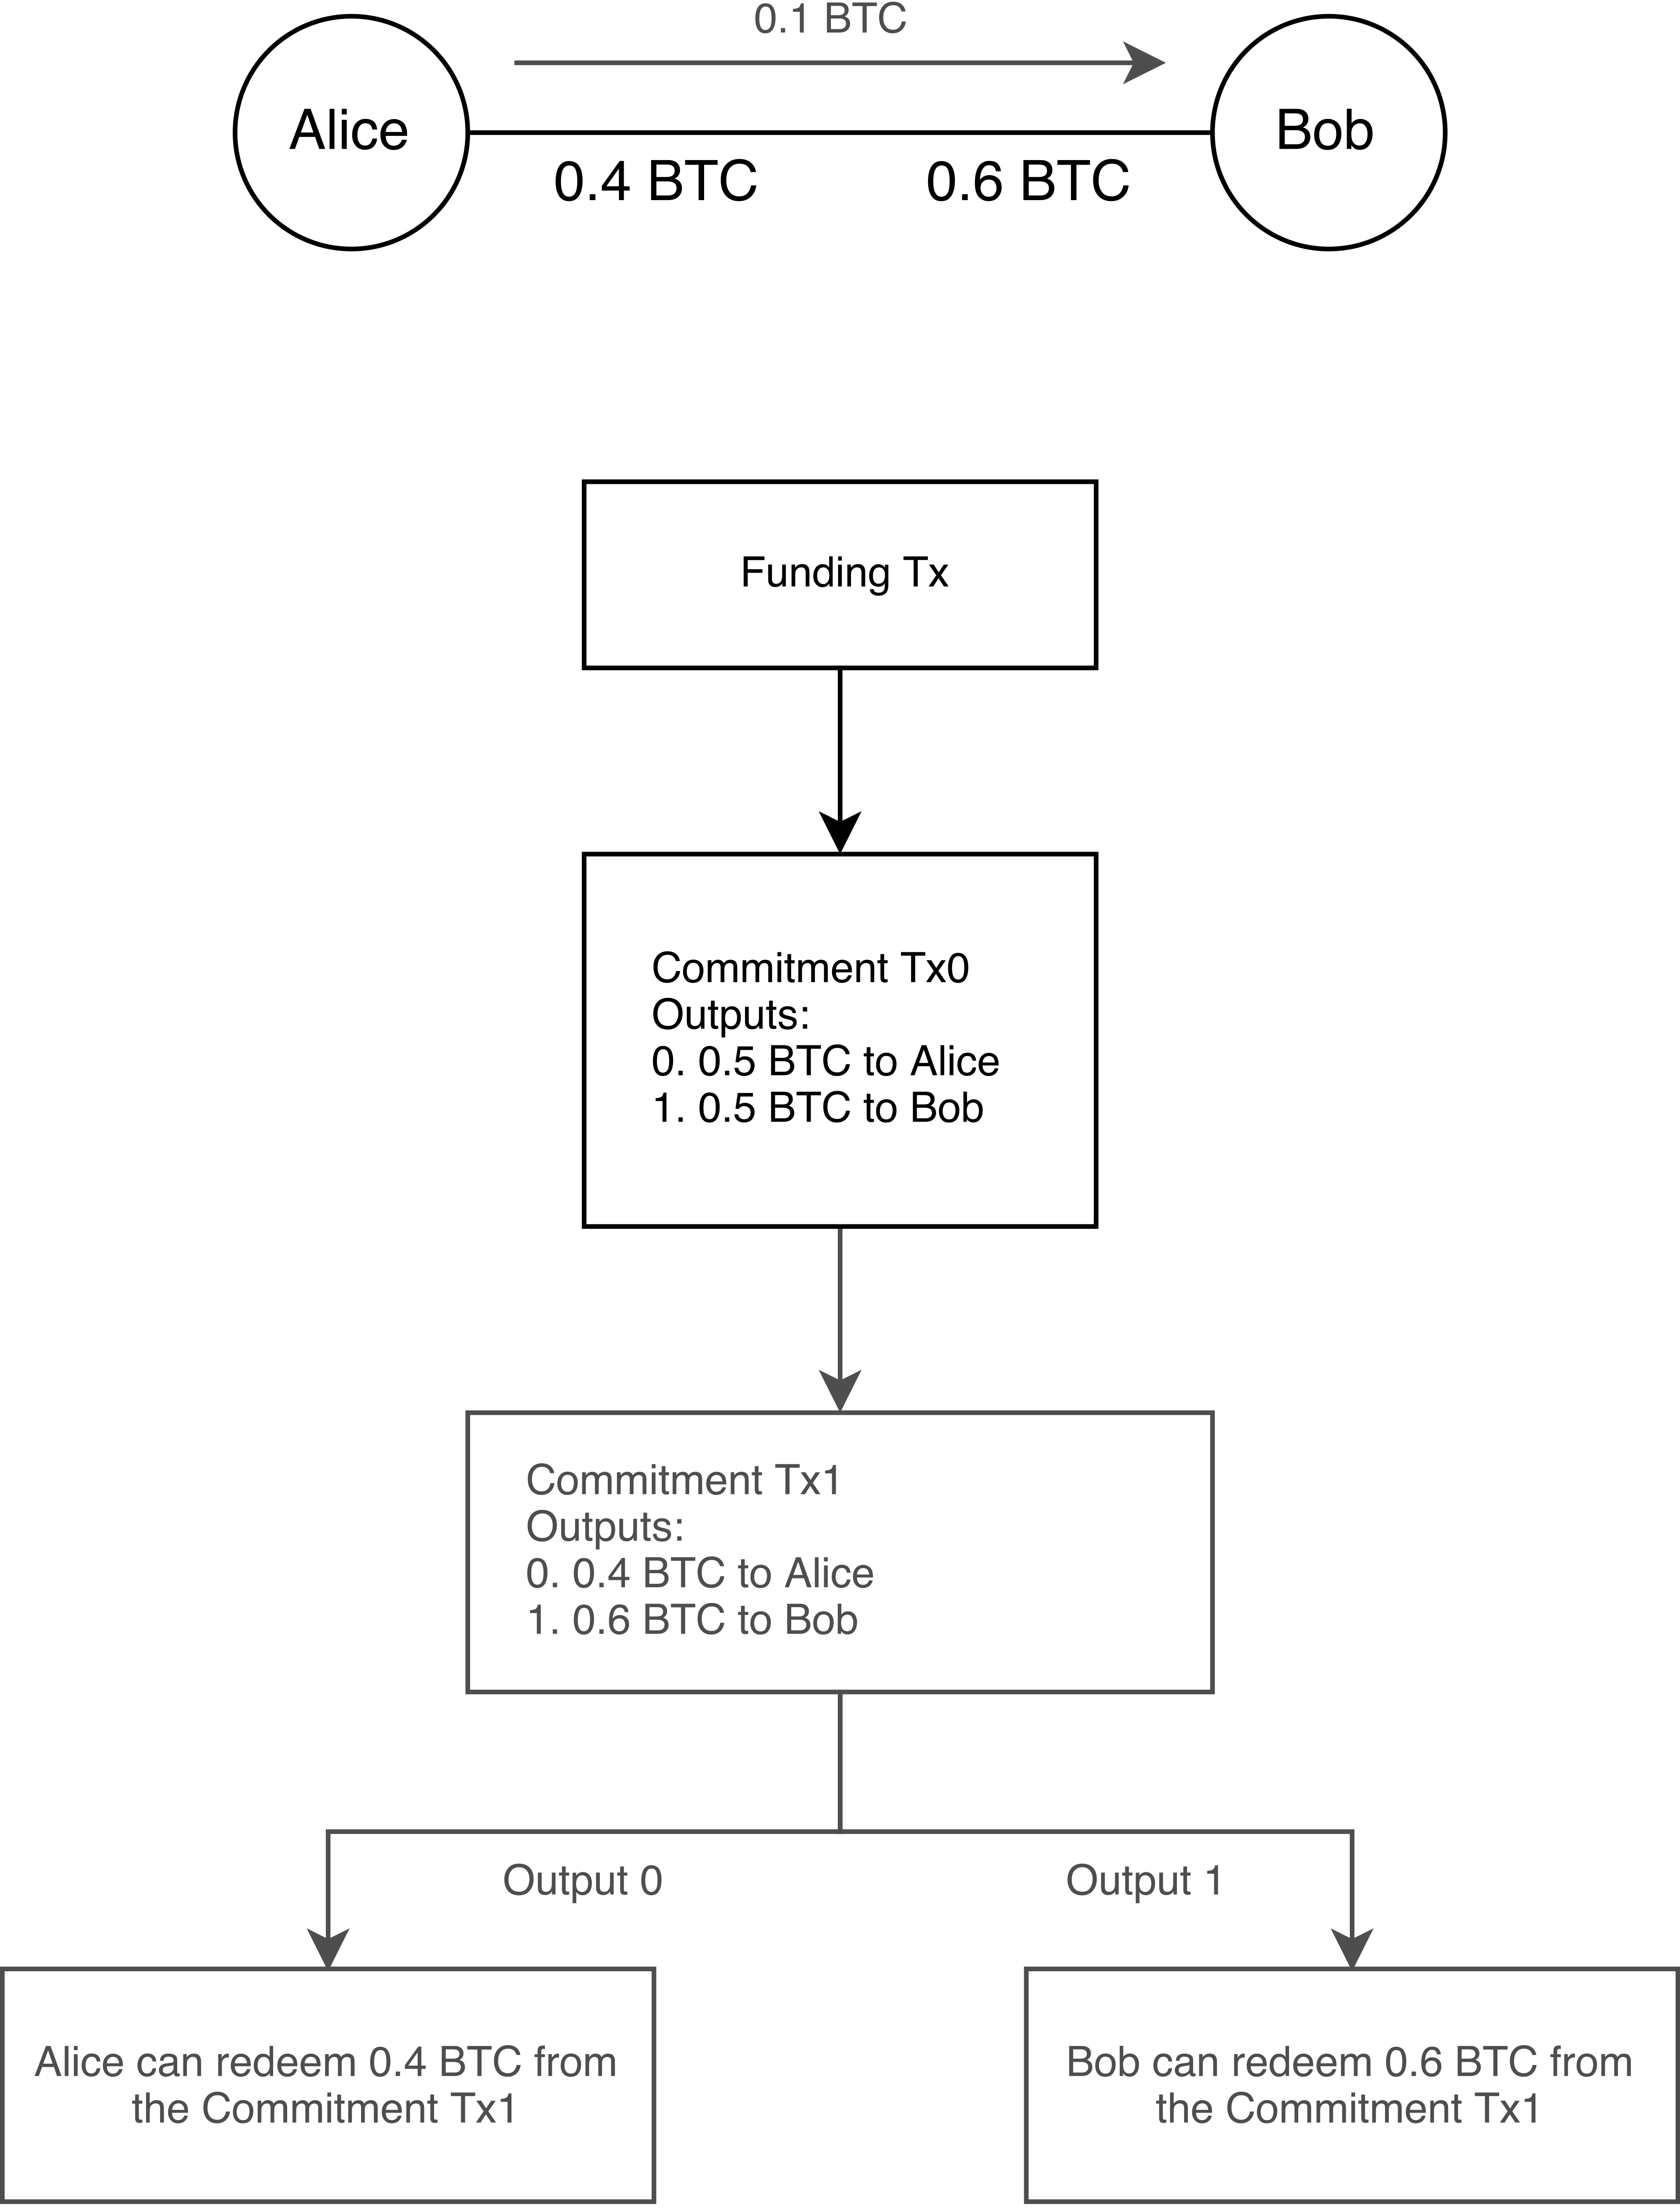 0.1 BTC
Alice
Bob
0.4 BTC
0.6 BTC
Funding Tx
Commitment Tx0
Outputs:
0. 0.5 BTC to Alice
1. 0.5 BTC to Bob
Commitment Tx1
Outputs:
0. 0.4 BTC to Alice
1. 0.6 BTC to Bob
Output 0
Output 1
Alice can redeem 0.4 BTC from
the Commitment Tx1
Bob can redeem 0.6 BTC from
the Commitment Tx1